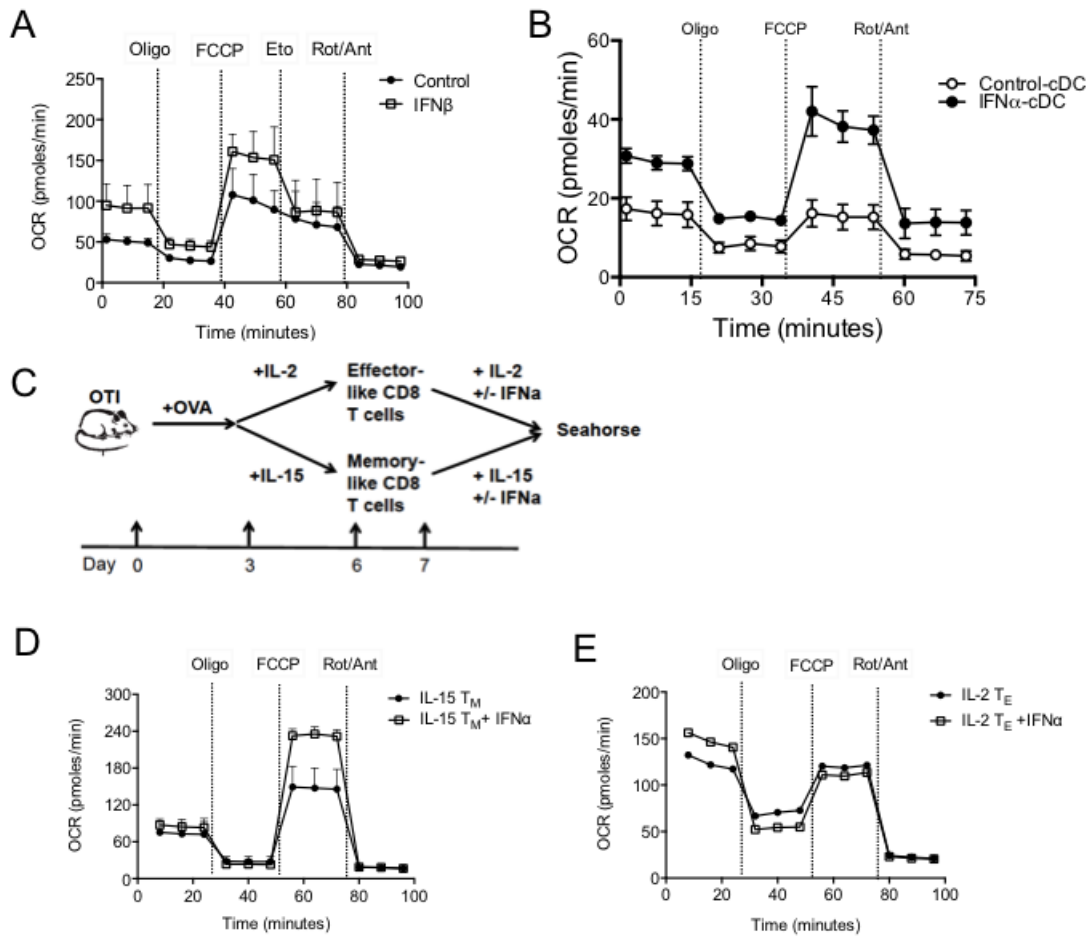 A
Oligo FCCP Eto Rot/Ant
Control
IFNβ
OCR (pmoles/min)
250
200
150
100
50
0
0 20 40 60 80 100
Time (minutes)
B
Oligo FCCP Rot/Ant
Control-cDC
IFNα-cDC
OCR (pmoles/min)
60
40
20
0
0 15 30 45 60 75
Time (minutes)
C
OTI
+OVA
+IL-2
Effector-
like CD8
T cells
+ IL-2
+/- IFNa
+IL-15
Memory-
like CD8
T cells
+ IL-15
+/- IFNa
Seahorse
Day 0 3 6 7
D
Oligo FCCP Rot/Ant
IL-15 TM
IL-15 TM+ IFNα
OCR (pmoles/min)
300
240
180
120
60
0
0 20 40 60 80 100
Time (minutes)
E
Oligo FCCP Rot/Ant
IL-2 TE
IL-2 TE +IFNα
OCR (pmoles/min)
200
150
100
50
0
0 20 40 60 80 100
Time (minutes)